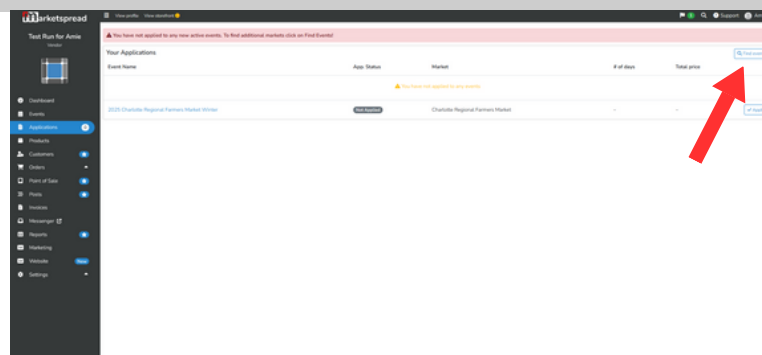 marketspread
View profile View storefront
Support
Test Run for Amie
Vendor
You have not applied to any new active events. To find additional markets click on Find Events!
Your Applications
Find events
Event Name App. Status Market # of days Total price
You have not applied to any events
2025 Charlotte Regional Farmers Market Winter Not Applied Charlotte Regional Farmers Market - -
Dashboard
Events
Applications
Products
Customers
Orders
Point of Sale
Posts
Invoices
Messenger
Reports
Marketing
Website New
Settings